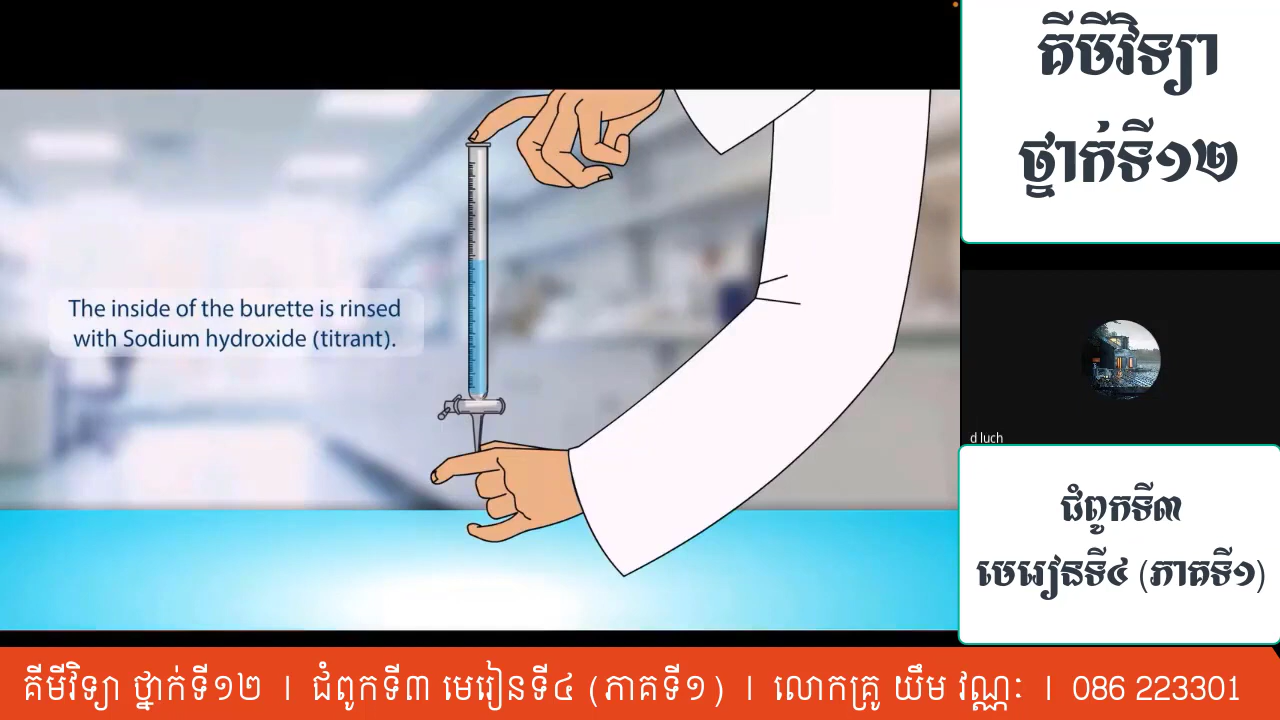 The inside of the burette is rinsed
with Sodium hydroxide (titrant).
គីមីវិទ្យា
ថ្នាក់ទី១២
d luch
ជំពូកទី៣
មេរៀនទី៤ (ភាគទី១)
គីមីវិទ្យា ថ្នាក់ទី១២ | ជំពូកទី៣ មេរៀនទី៤ (ភាគទី១) | លោកគ្រូ យឹម វណ្ណៈ | 086 223301